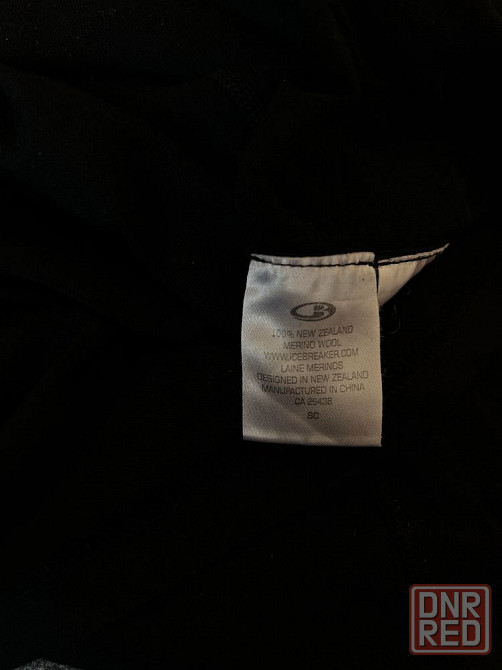 100% NEW ZEALAND
MERINO WOOL
WWW.ICEBREAKER.COM
LAINE MERINOS
DESIGNED IN NEW ZEALAND
MANUFACTURED IN CHINA
CA 25438
SC
DNR
RED